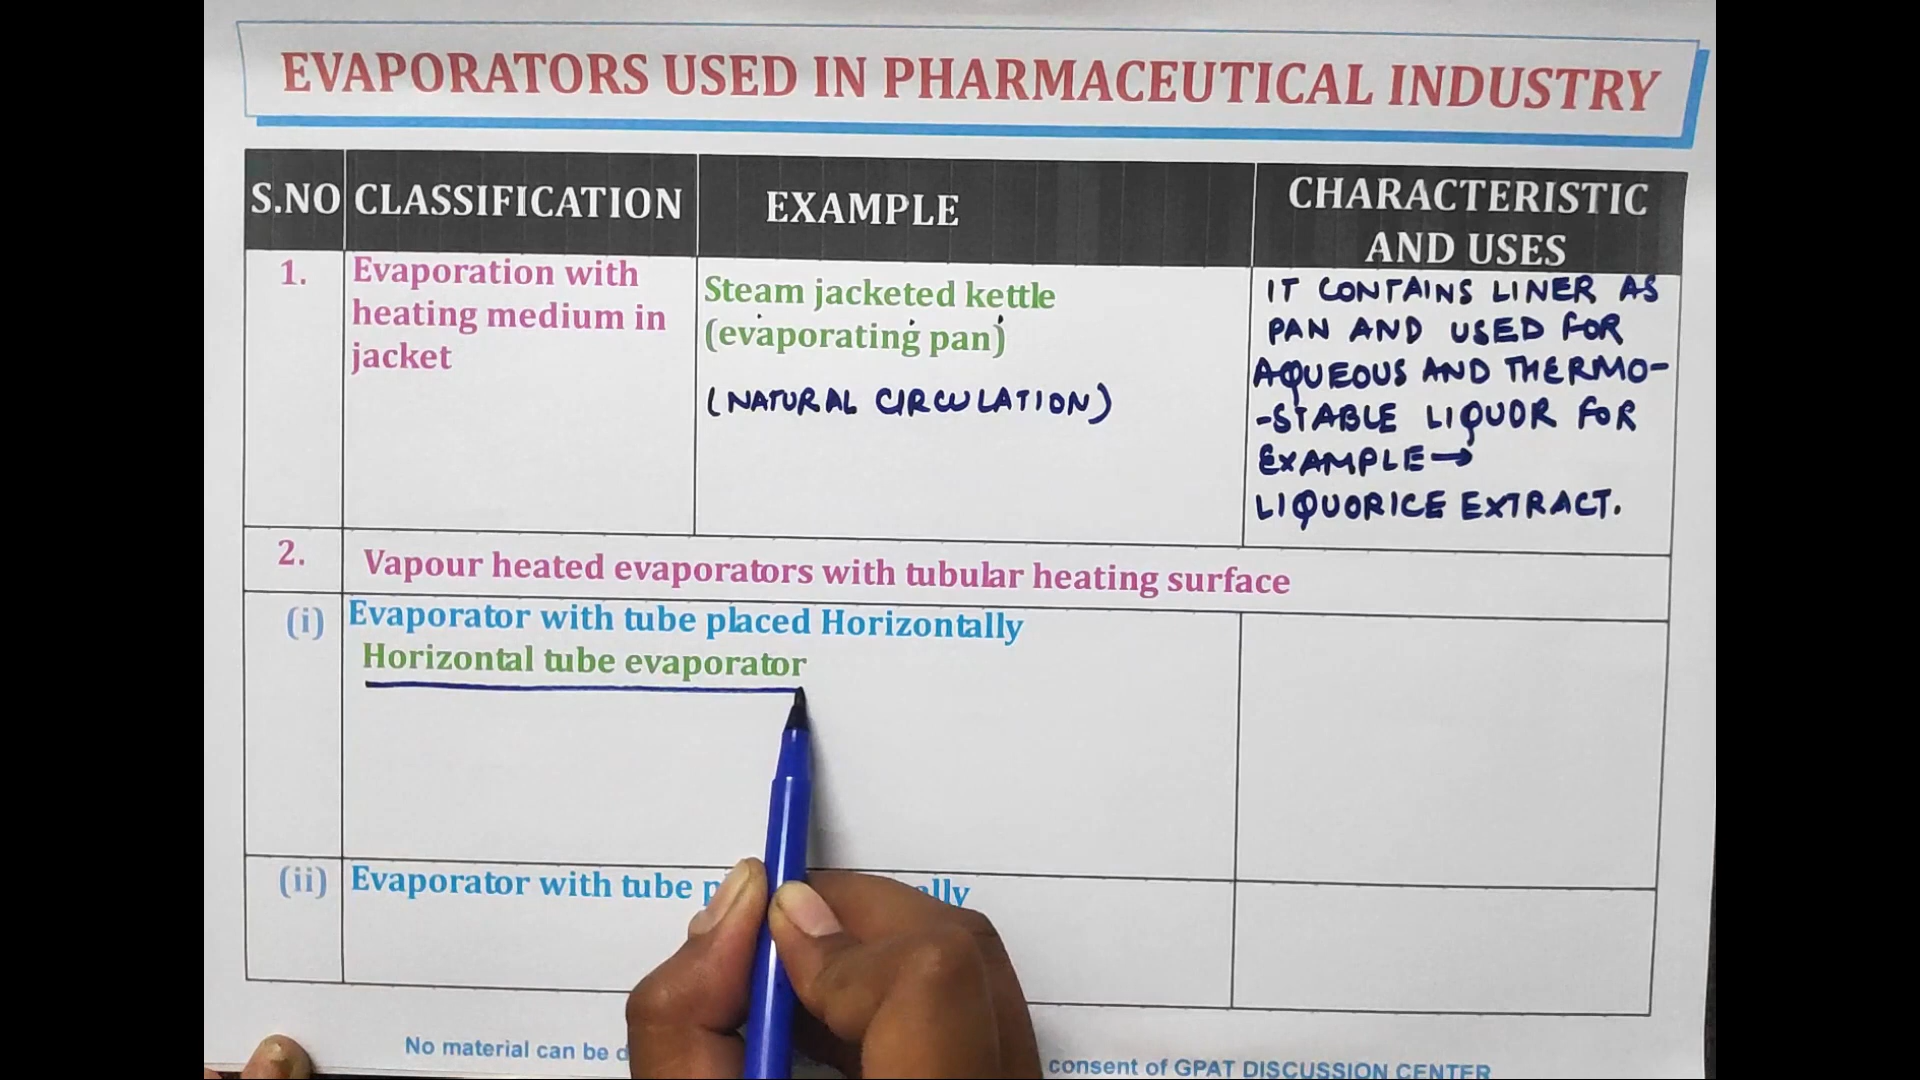 EVAPORATORS USED IN PHARMACEUTICAL INDUSTRY
S.NO CLASSIFICATION EXAMPLE CHARACTERISTIC AND USES
1.
Evaporation with
heating medium in
jacket
Steam jacketed kettle
(evaporating pan)
(NATURAL CIRCULATION)
IT CONTAINS LINER AS
PAN AND USED FOR
AQUEOUS AND THERMO-
-STABLE LIQUOR FOR
EXAMPLE→
LIQUORICE EXTRACT.
2. Vapour heated evaporators with tubular heating surface
(i) Evaporator with tube placed Horizontally
Horizontal tube evaporator
(ii) Evaporator with tube
No material can be consent of GPAT DISCUSSION CENTER